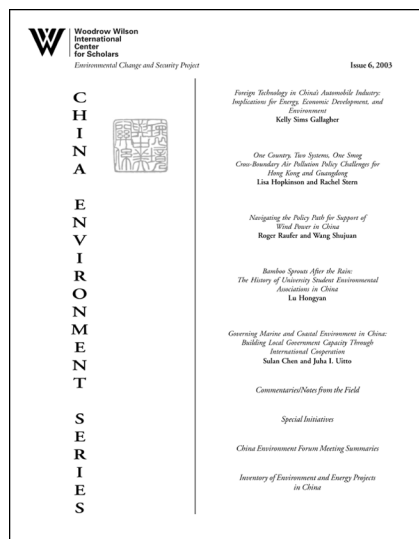 Woodrow Wilson
International
Center
for Scholars
Environmental Change and Security Project
Issue 6, 2003
CHINA ENVIRONMENT SERIES
Foreign Technology in China's Automobile Industry:
Implications for Energy, Economic Development, and
Environment
Kelly Sims Gallagher
One Country, Two Systems, One Smog
Cross-Boundary Air Pollution Policy Challenges for
Hong Kong and Guangdong
Lisa Hopkinson and Rachel Stern
Navigating the Policy Path for Support of
Wind Power in China
Roger Raufer and Wang Shujuan
Bamboo Sprouts After the Rain:
The History of University Student Environmental
Associations in China
Lu Hongyan
Governing Marine and Coastal Environment in China:
Building Local Government Capacity Through
International Cooperation
Sulan Chen and Juha I. Uitto
Commentaries/Notes from the Field
Special Initiatives
China Environment Forum Meeting Summaries
Inventory of Environment and Energy Projects
in China